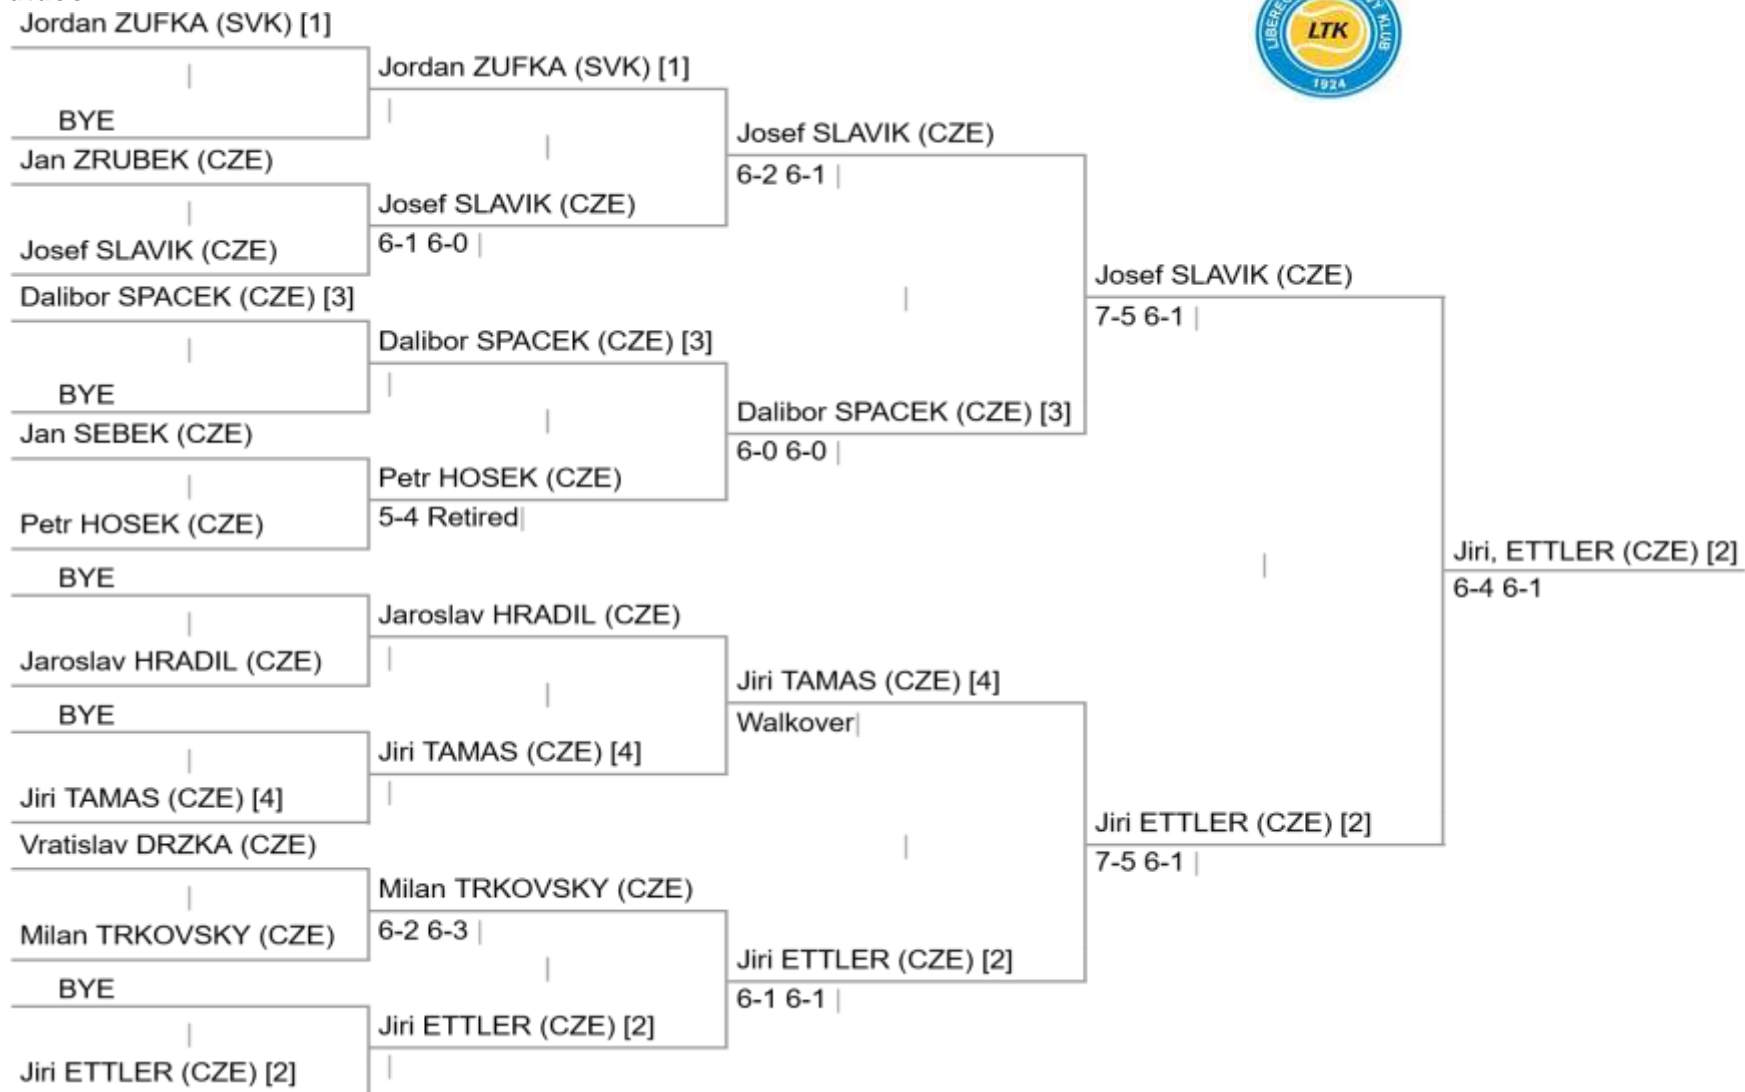 Jordan ZUFKA (SVK) [1]
BYE
Jan ZRUBEK (CZE)
Josef SLAVIK (CZE)
Dalibor SPACEK (CZE) [3]
BYE
Jan SEBEK (CZE)
Petr HOSEK (CZE)
BYE
Jaroslav HRADIL (CZE)
BYE
Jiri TAMAS (CZE) [4]
Vratislav DRZKA (CZE)
Milan TRKOVSKY (CZE)
BYE
Jiri ETTLER (CZE) [2]
Jordan ZUFKA (SVK) [1]
Josef SLAVIK (CZE)
6-1 6-0
Dalibor SPACEK (CZE) [3]
Petr HOSEK (CZE)
5-4 Retired
Jaroslav HRADIL (CZE)
Jiri TAMAS (CZE) [4]
Milan TRKOVSKY (CZE)
6-2 6-3
Jiri ETTLER (CZE) [2]
Josef SLAVIK (CZE)
6-2 6-1
Dalibor SPACEK (CZE) [3]
6-0 6-0
Jiri TAMAS (CZE) [4]
Walkover
Jiri ETTLER (CZE) [2]
6-1 6-1
Josef SLAVIK (CZE)
7-5 6-1
Jiri ETTLER (CZE) [2]
7-5 6-1
Jiri, ETTLER (CZE) [2]
6-4 6-1
LTK
KLUB
1924